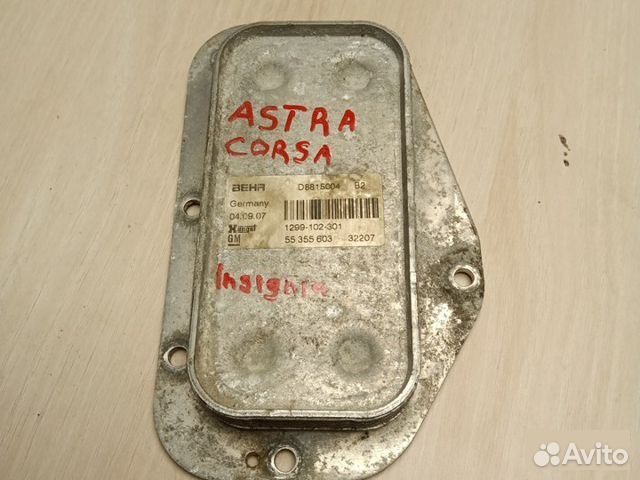 ASTRA
CORSA
BEHR D8815004 B2
Germany
04.09.07
1299-102-301
GM 55 355 603 32207
Insignia
Avito